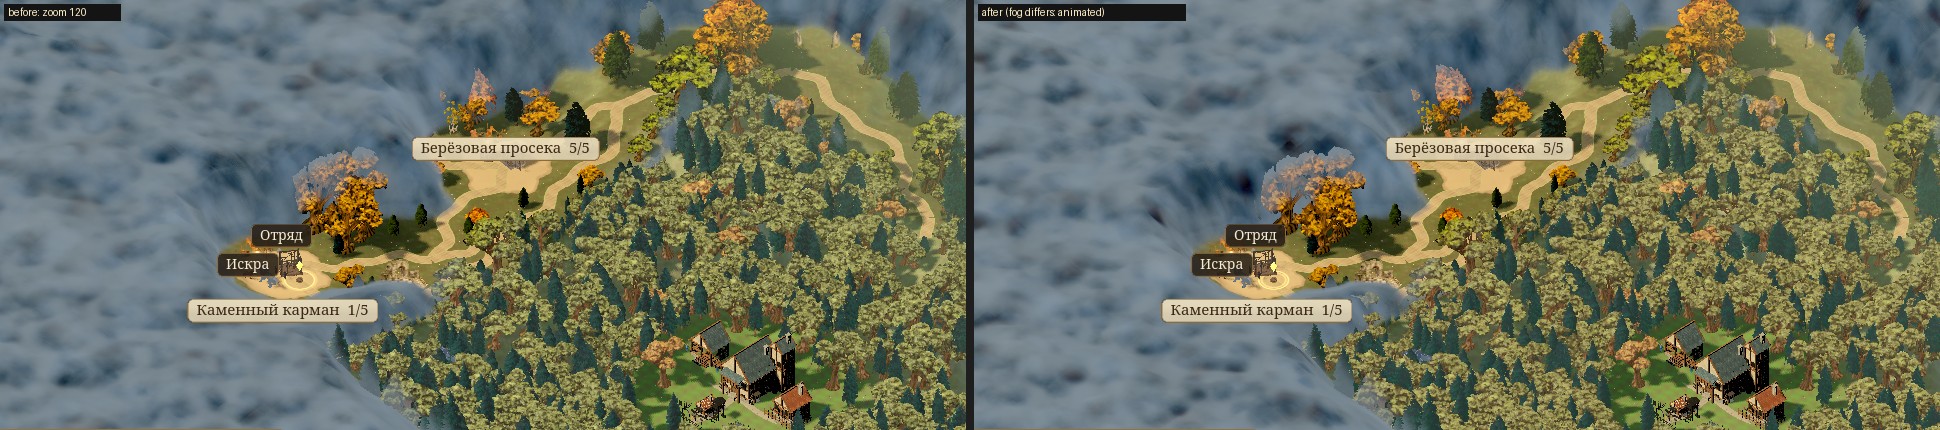 before: zoom 120
Берёзовая просека 5/5
Отряд
Искра
Каменный карман 1/5
after (fog differs: animated)
Берёзовая просека 5/5
Отряд
Искра
Каменный карман 1/5